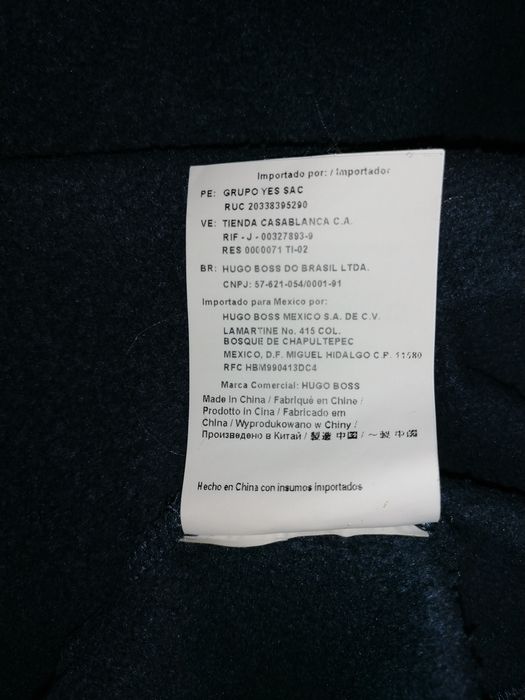 Importado por: / Importador
PE: GRUPO YES SAC
RUC 20338395290
VE: TIENDA CASABLANCA C.A.
RIF - J - 00327893-9
RES 0000071 TI-02
BR: HUGO BOSS DO BRASIL LTDA.
CNPJ: 57-621-054/0001-91
Importado para Mexico por:
HUGO BOSS MEXICO S.A. DE C.V.
LAMARTINE No. 415 COL.
BOSQUE DE CHAPULTEPEC
MEXICO, D.F. MIGUEL HIDALGO C.P. 11580
RFC HBM990413DC4
Marca Comercial: HUGO BOSS
Made in China / Fabriqué en Chine /
Prodotto in Cina / Fabricado em
China / Wyprodukowano w Chiny /
Произведено в Китай / 製造 中国 /
Hecho en China con insumos importados